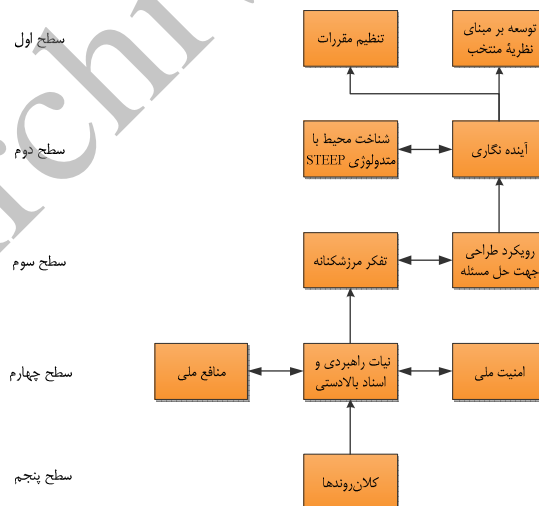 توسعه بر مبنای
نظریهٔ منتخب
تنظیم مقررات
سطح اول
آینده نگاری
شناخت محیط با
متدولوژی STEEP
سطح دوم
رویکرد طراحی
جهت حل مسئله
تفکر مرزشکنانه
سطح سوم
امنیت ملی
نیات راهبردی و
اسناد بالادستی
منافع ملی
سطح چهارم
کلان‌روندها
سطح پنجم